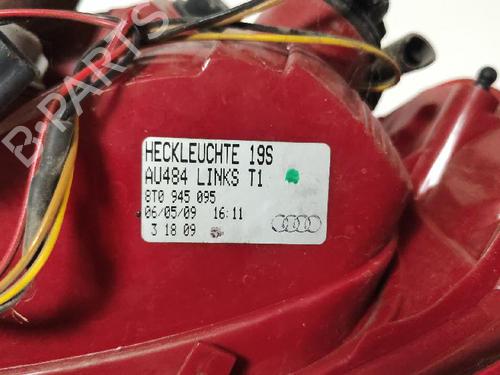 HECKLEUCHTE 19S
AU484 LINKS T1
8T0 945 095
06/05/09 16:11
3 18 09
B-PARTS